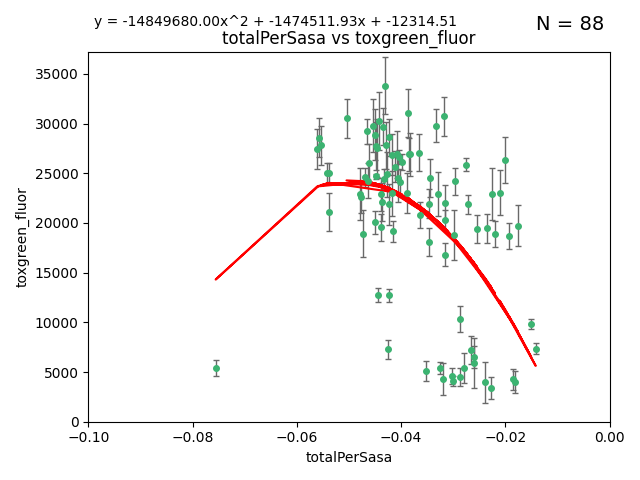 y = -14849680.00x^2 + -1474511.93x + -12314.51
N = 88
totalPerSasa vs toxgreen_fluor
35000
30000
25000
20000
15000
10000
5000
0
toxgreen_fluor
−0.10
−0.08
−0.06
−0.04
−0.02
0.00
totalPerSasa